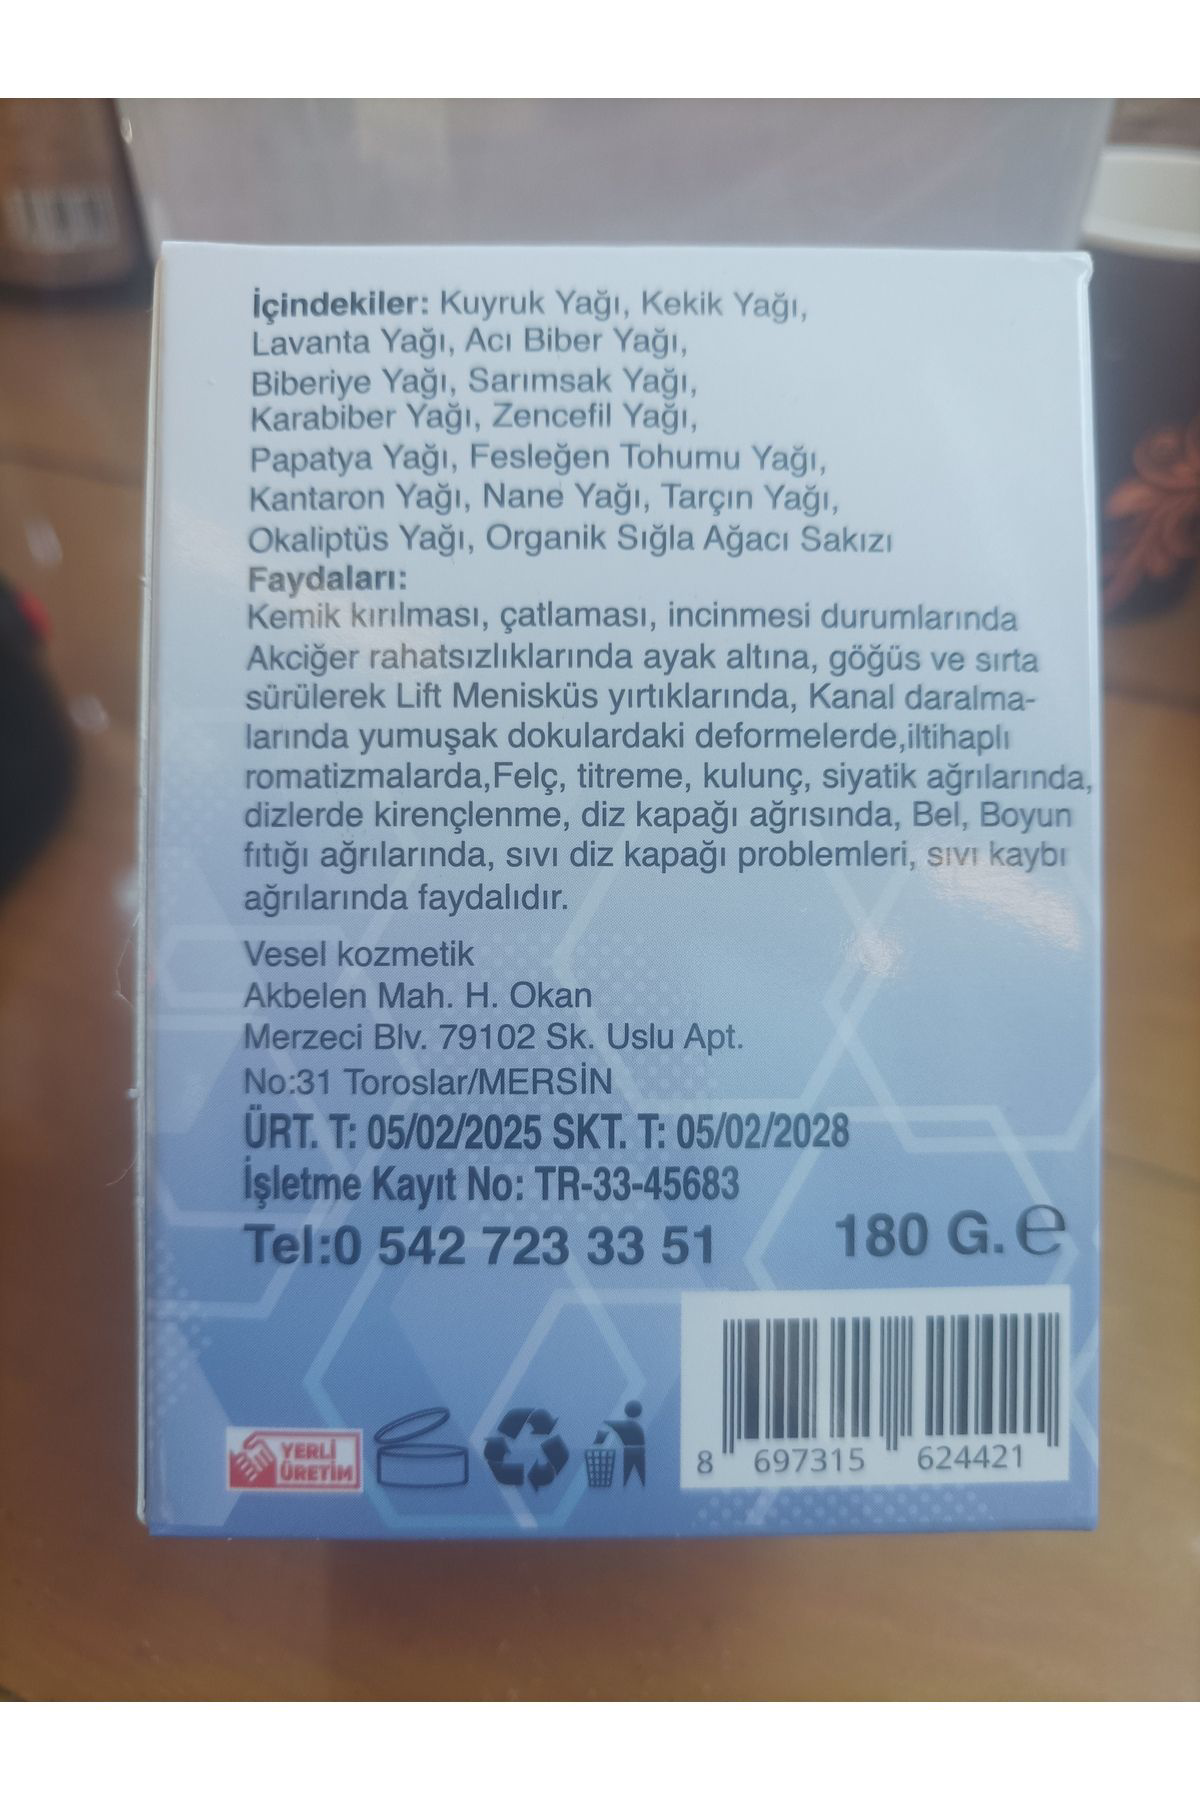 İçindekiler: Kuyruk Yağı, Kekik Yağı,
Lavanta Yağı, Acı Biber Yağı,
Biberiye Yağı, Sarımsak Yağı,
Karabiber Yağı, Zencefil Yağı,
Papatya Yağı, Fesleğen Tohumu Yağı,
Kantaron Yağı, Nane Yağı, Tarçın Yağı,
Okaliptüs Yağı, Organik Sığla Ağacı Sakızı
Faydaları:
Kemik kırılması, çatlaması, incinmesi durumlarında
Akciğer rahatsızlıklarında ayak altına, göğüs ve sırta
sürülerek Lift Menisküs yırtıklarında, Kanal daralma-
larında yumuşak dokulardaki deformelerde,iltihaplı
romatizmalarda,Felç, titreme, kulunç, siyatik ağrılarında,
dizlerde kirençlenme, diz kapağı ağrısında, Bel, Boyun
fıtığı ağrılarında, sıvı diz kapağı problemleri, sıvı kaybı
ağrılarında faydalıdır.
Vesel kozmetik
Akbelen Mah. H. Okan
Merzeci Blv. 79102 Sk. Uslu Apt.
No:31 Toroslar/MERSİN
ÜRT. T: 05/02/2025 SKT. T: 05/02/2028
İşletme Kayıt No: TR-33-45683
Tel:0 542 723 33 51
180 G. ℮
YERLİ
ÜRETİM
8 697315 624421